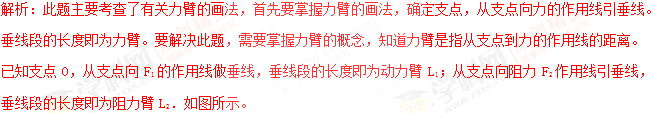 解析：此题主要考查了有关力臂的画法，首先要掌握力臂的画法，确定支点，从支点向力的作用线引垂线。
垂线段的长度即为力臂。要解决此题，需要掌握力臂的概念，知道力臂是指从支点到力的作用线的距离。
已知支点 O，从支点向 F₁的作用线做垂线，垂线段的长度即为动力臂 L₁；从支点向阻力 F₂作用线引垂线，
垂线段的长度即为阻力臂 L₂．如图所示。